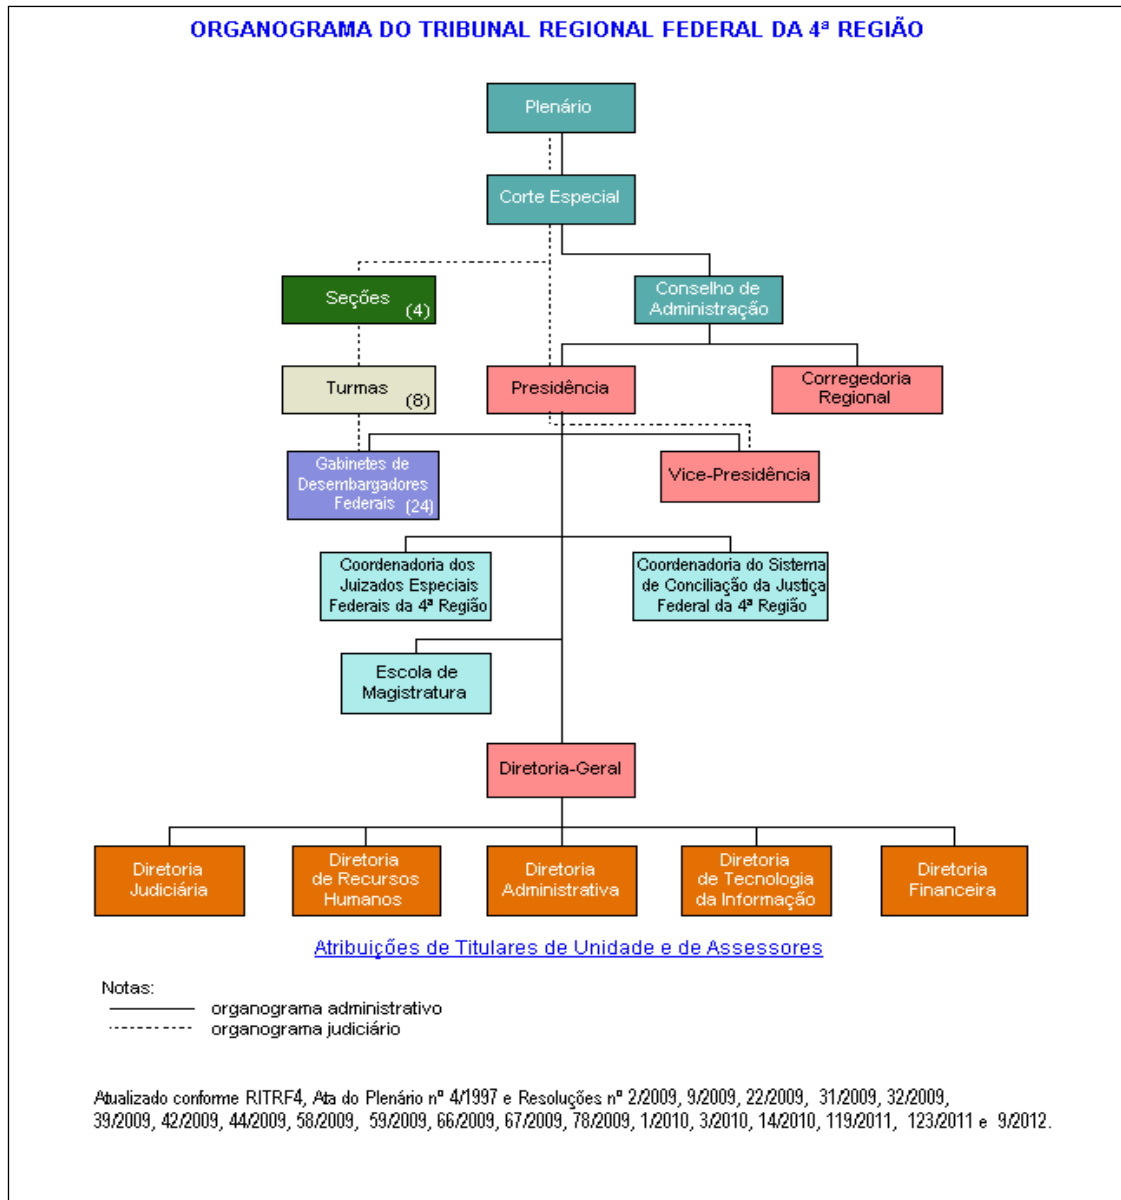 ORGANOGRAMA DO TRIBUNAL REGIONAL FEDERAL DA 4ª REGIÃO
Plenário
Corte Especial
Seções
(4)
Conselho de
Administração
Turmas
(8)
Presidência
Corregedoria
Regional
Gabinetes de
Desembargadores
Federais (24)
Vice-Presidência
Coordenadoria dos
Juizados Especiais
Federais da 4ª Região
Coordenadoria do Sistema
de Conciliação da Justiça
Federal da 4ª Região
Escola de
Magistratura
Diretoria-Geral
Diretoria
Judiciária
Diretoria
de Recursos
Humanos
Diretoria
Administrativa
Diretoria
de Tecnologia
da Informação
Diretoria
Financeira
Atribuições de Titulares de Unidade e de Assessores
Notas:
organograma administrativo
organograma judiciário
Atualizado conforme RITRF4, Ata do Plenário nº 4/1997 e Resoluções nº 2/2009, 9/2009, 22/2009, 31/2009, 32/2009,
39/2009, 42/2009, 44/2009, 58/2009, 59/2009, 66/2009, 67/2009, 78/2009, 1/2010, 3/2010, 14/2010, 119/2011, 123/2011 e 9/2012.